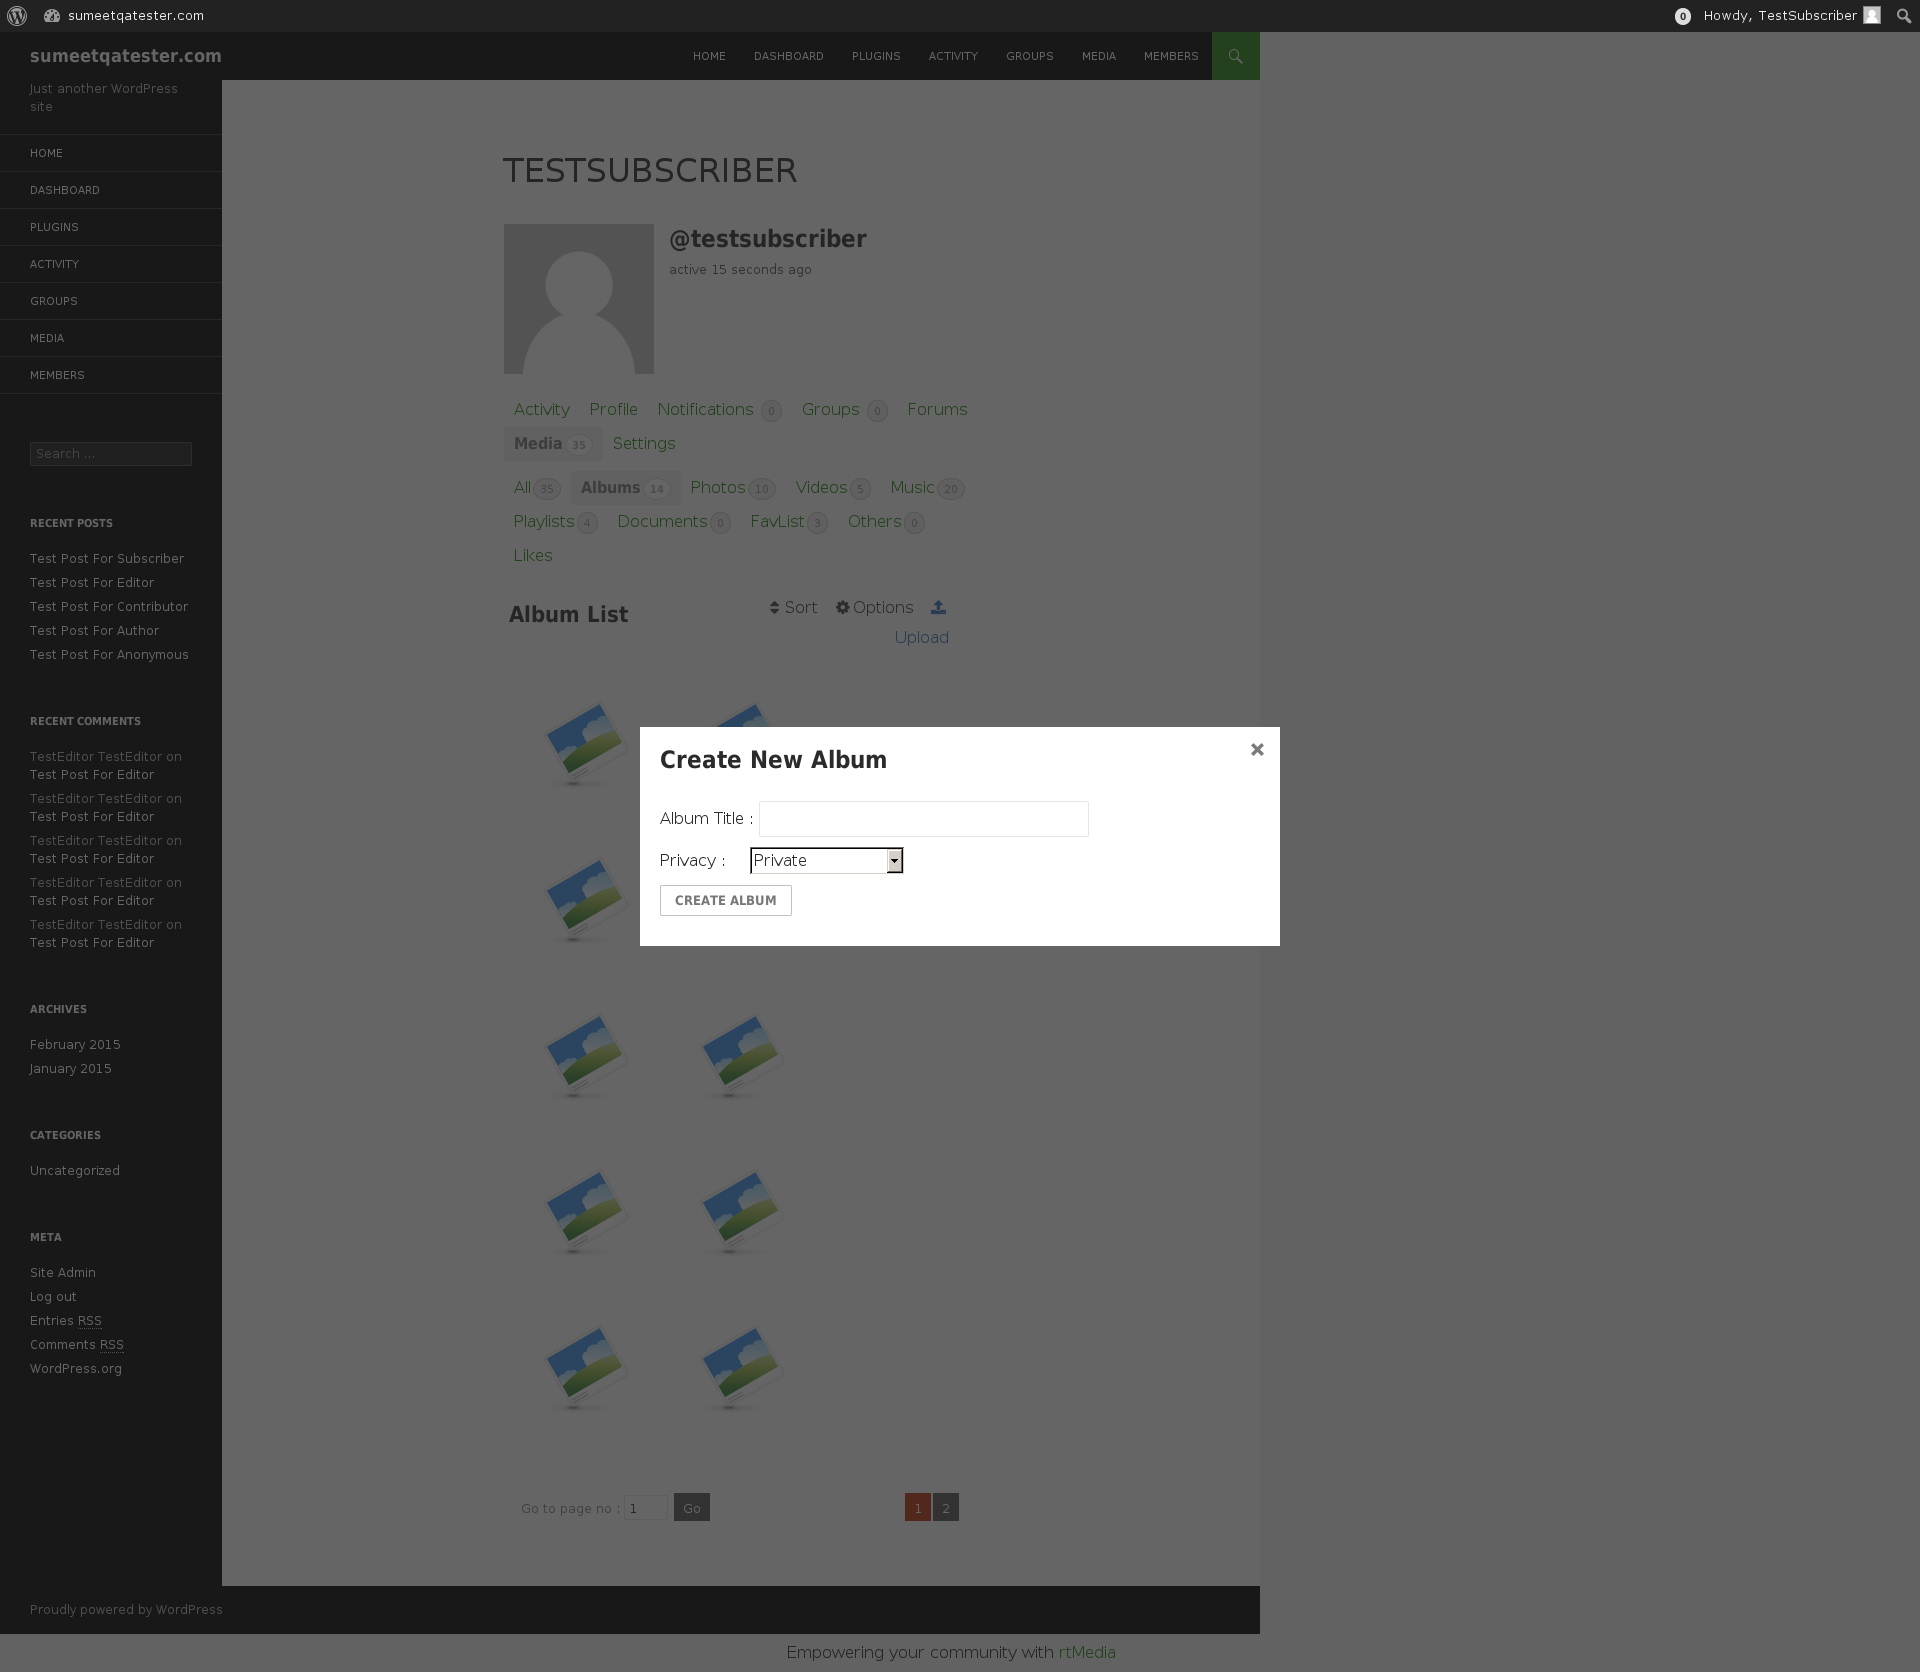 sumeetqatester.com
0 Howdy, TestSubscriber
sumeetqatester.com
HOME DASHBOARD PLUGINS ACTIVITY GROUPS MEDIA MEMBERS
Just another WordPress
site
HOME
DASHBOARD
PLUGINS
ACTIVITY
GROUPS
MEDIA
MEMBERS
Search ...
RECENT POSTS
Test Post For Subscriber
Test Post For Editor
Test Post For Contributor
Test Post For Author
Test Post For Anonymous
RECENT COMMENTS
TestEditor TestEditor on
Test Post For Editor
TestEditor TestEditor on
Test Post For Editor
TestEditor TestEditor on
Test Post For Editor
TestEditor TestEditor on
Test Post For Editor
TestEditor TestEditor on
Test Post For Editor
ARCHIVES
February 2015
January 2015
CATEGORIES
Uncategorized
META
Site Admin
Log out
Entries RSS
Comments RSS
WordPress.org
TESTSUBSCRIBER
@testsubscriber
active 15 seconds ago
Activity Profile Notifications 0 Groups 0 Forums
Media 35 Settings
All 35 Albums 14 Photos 10 Videos 5 Music 20
Playlists 4 Documents 0 FavList 3 Others 0
Likes
Album List
Sort Options
Upload
Create New Album
Album Title :
Privacy : Private
CREATE ALBUM
Go to page no : 1 Go 1 2
Proudly powered by WordPress
Empowering your community with rtMedia